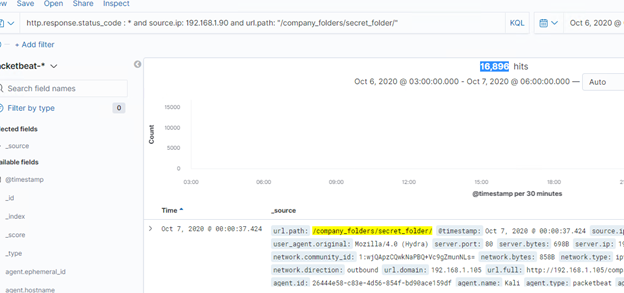 New Save Open Share Inspect
http.response.status_code : * and source.ip: 192.168.1.90 and url.path: "/company_folders/secret_folder/" KQL Oct 6, 2020 @
+ Add filter
acketbeat-*
16,896 hits
Search field names
Oct 6, 2020 @ 03:00:00.000 - Oct 7, 2020 @ 06:00:00.000 — Auto
Filter by type 0
lected fields
_source
ailable fields
@timestamp
_id
_index
_score
_type
agent.ephemeral_id
agent.hostname
Count
15000
10000
5000
0
03:00 06:00 09:00 12:00 15:00 18:00 21
@timestamp per 30 minutes
Time _source
Oct 7, 2020 @ 00:00:37.424 url.path: /company_folders/secret_folder/ @timestamp: Oct 7, 2020 @ 00:00:37.424 source.ip
user_agent.original: Mozilla/4.0 (Hydra) server.port: 80 server.bytes: 698B server.ip: 19
network.community_id: 1:wjQApzCQwkNaPBQ+Vc9gZmunNLs= network.bytes: 858B network.type: ip
network.direction: outbound url.domain: 192.168.1.105 url.full: http://192.168.1.105/comp
agent.id: 26444e58-c83e-4d56-854f-bd90ace159df agent.name: Kali agent.type: packetbeat a